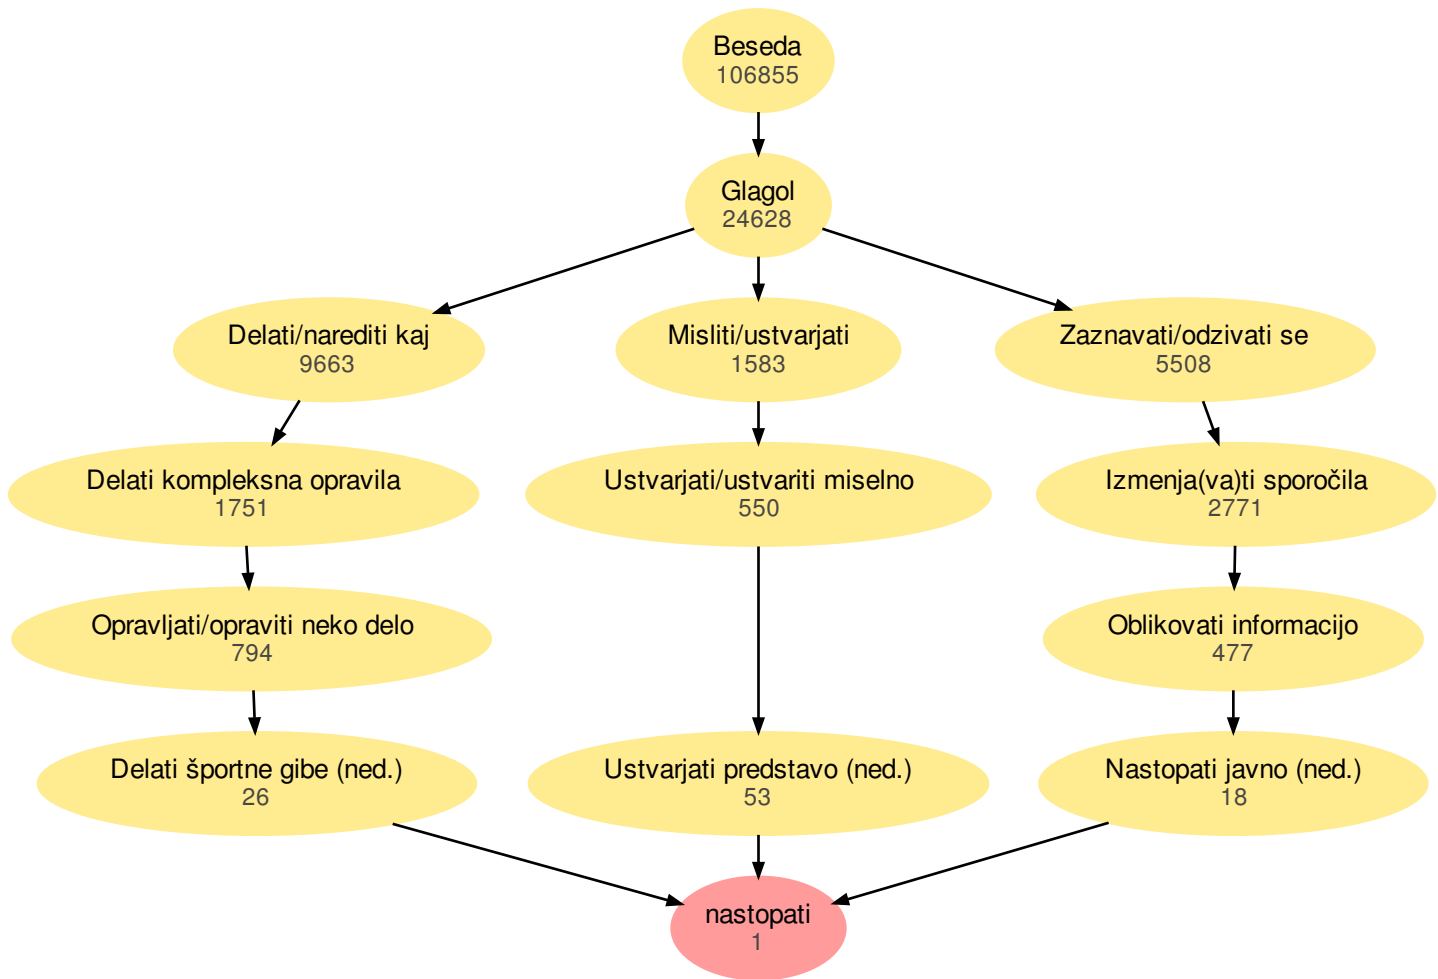 Beseda
106855
Glagol
24628
Delati/narediti kaj
9663
Misliti/ustvarjati
1583
Zaznavati/odzivati se
5508
Delati kompleksna opravila
1751
Ustvarjati/ustvariti miselno
550
Izmenja(va)ti sporočila
2771
Opravljati/opraviti neko delo
794
Oblikovati informacijo
477
Delati športne gibe (ned.)
26
Ustvarjati predstavo (ned.)
53
Nastopati javno (ned.)
18
nastopati
1